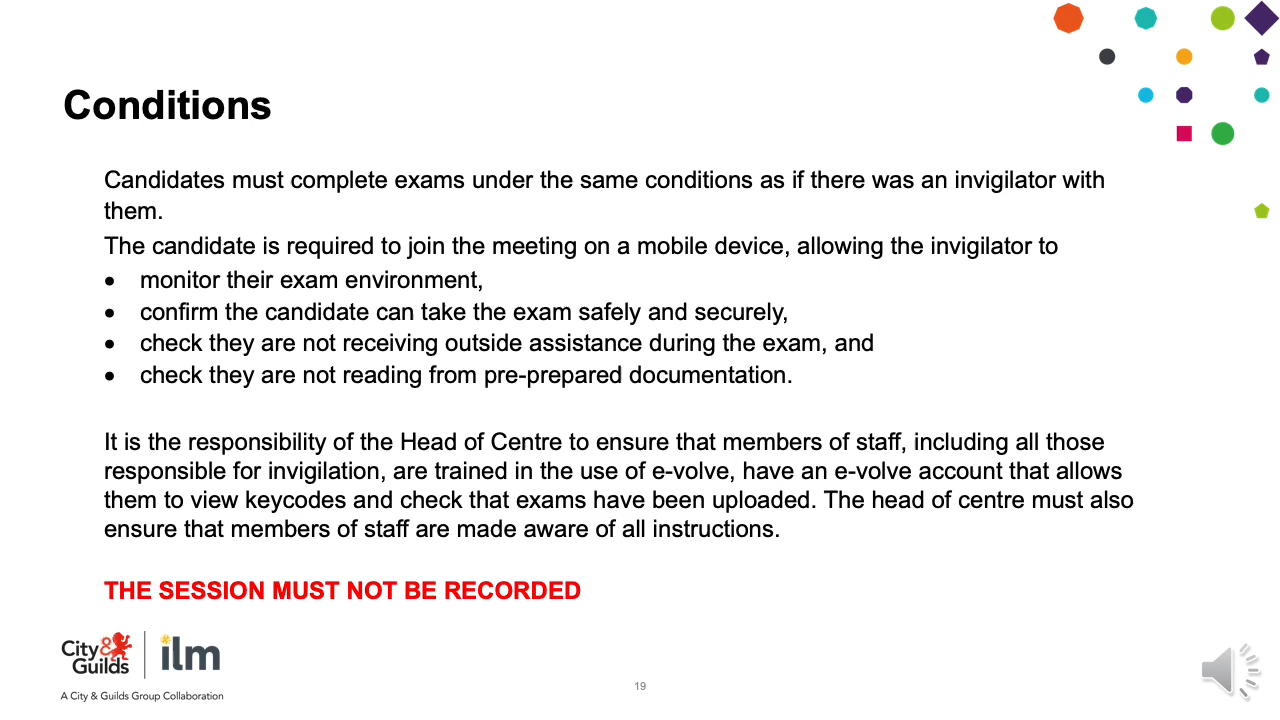 Conditions
Candidates must complete exams under the same conditions as if there was an invigilator with
them.
The candidate is required to join the meeting on a mobile device, allowing the invigilator to
• monitor their exam environment,
• confirm the candidate can take the exam safely and securely,
• check they are not receiving outside assistance during the exam, and
• check they are not reading from pre-prepared documentation.
It is the responsibility of the Head of Centre to ensure that members of staff, including all those
responsible for invigilation, are trained in the use of e-volve, have an e-volve account that allows
them to view keycodes and check that exams have been uploaded. The head of centre must also
ensure that members of staff are made aware of all instructions.
THE SESSION MUST NOT BE RECORDED
City&
Guilds
ilm
A City & Guilds Group Collaboration
19